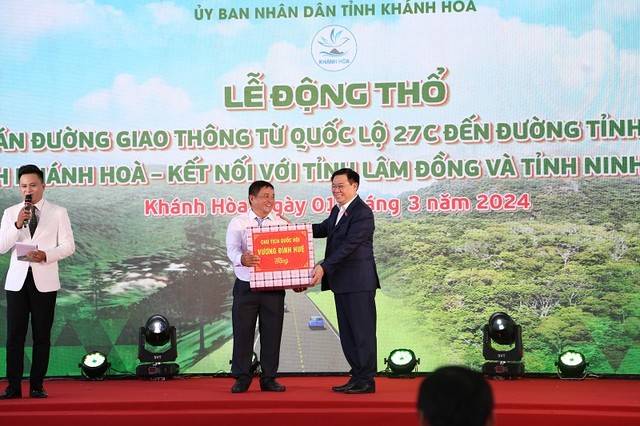 ỦY BAN NHÂN DÂN TỈNH KHÁNH HÒA
KHÁNH HÒA
LỄ ĐỘNG THỔ
ÁN ĐƯỜNG GIAO THÔNG TỪ QUỐC LỘ 27C ĐẾN ĐƯỜNG TỈNH
H KHÁNH HOÀ – KẾT NỐI VỚI TỈNH LÂM ĐỒNG VÀ TỈNH NINH
Khánh Hòa, ngày 01 tháng 3 năm 2024
CHỦ TỊCH QUỐC HỘI
VƯƠNG ĐÌNH HUỆ
Tặng